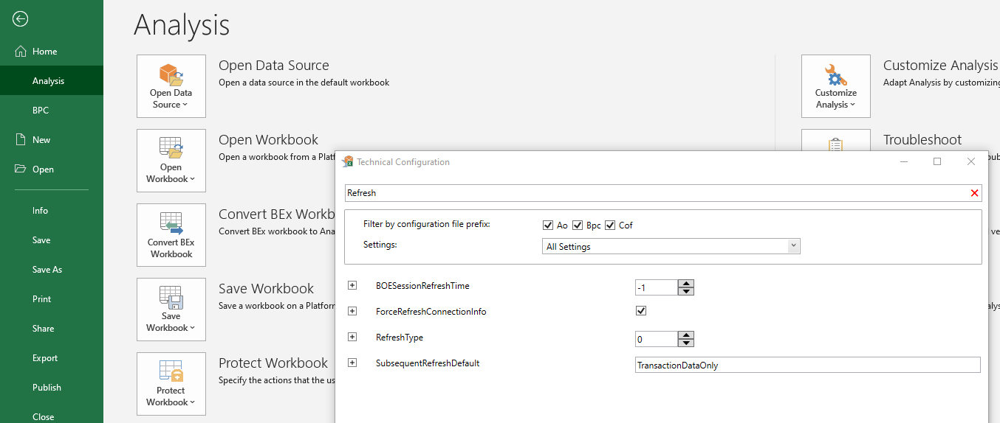 Analysis
Home
Analysis
BPC
New
Open
Info
Save
Save As
Print
Share
Export
Publish
Close
Open Data
Source
Open Data Source
Open a data source in the default workbook
Open
Workbook
Open Workbook
Open a workbook from a Platf
Convert BEx
Workbook
Convert BEx Workb
Convert BEx workbook to Ana
Save
Workbook
Save Workbook
Save a workbook on a Platforn
Protect
Workbook
Protect Workbook
Specify the actions that the us
Customize
Analysis
Customize Analysis
Adapt Analysis by customizing
Troubleshoot
Technical Configuration
Refresh
Filter by configuration file prefix:
Ao
Bpc
Cof
Settings:
All Settings
BOESessionRefreshTime
-1
ForceRefreshConnectionInfo
RefreshType
0
SubsequentRefreshDefault
TransactionDataOnly